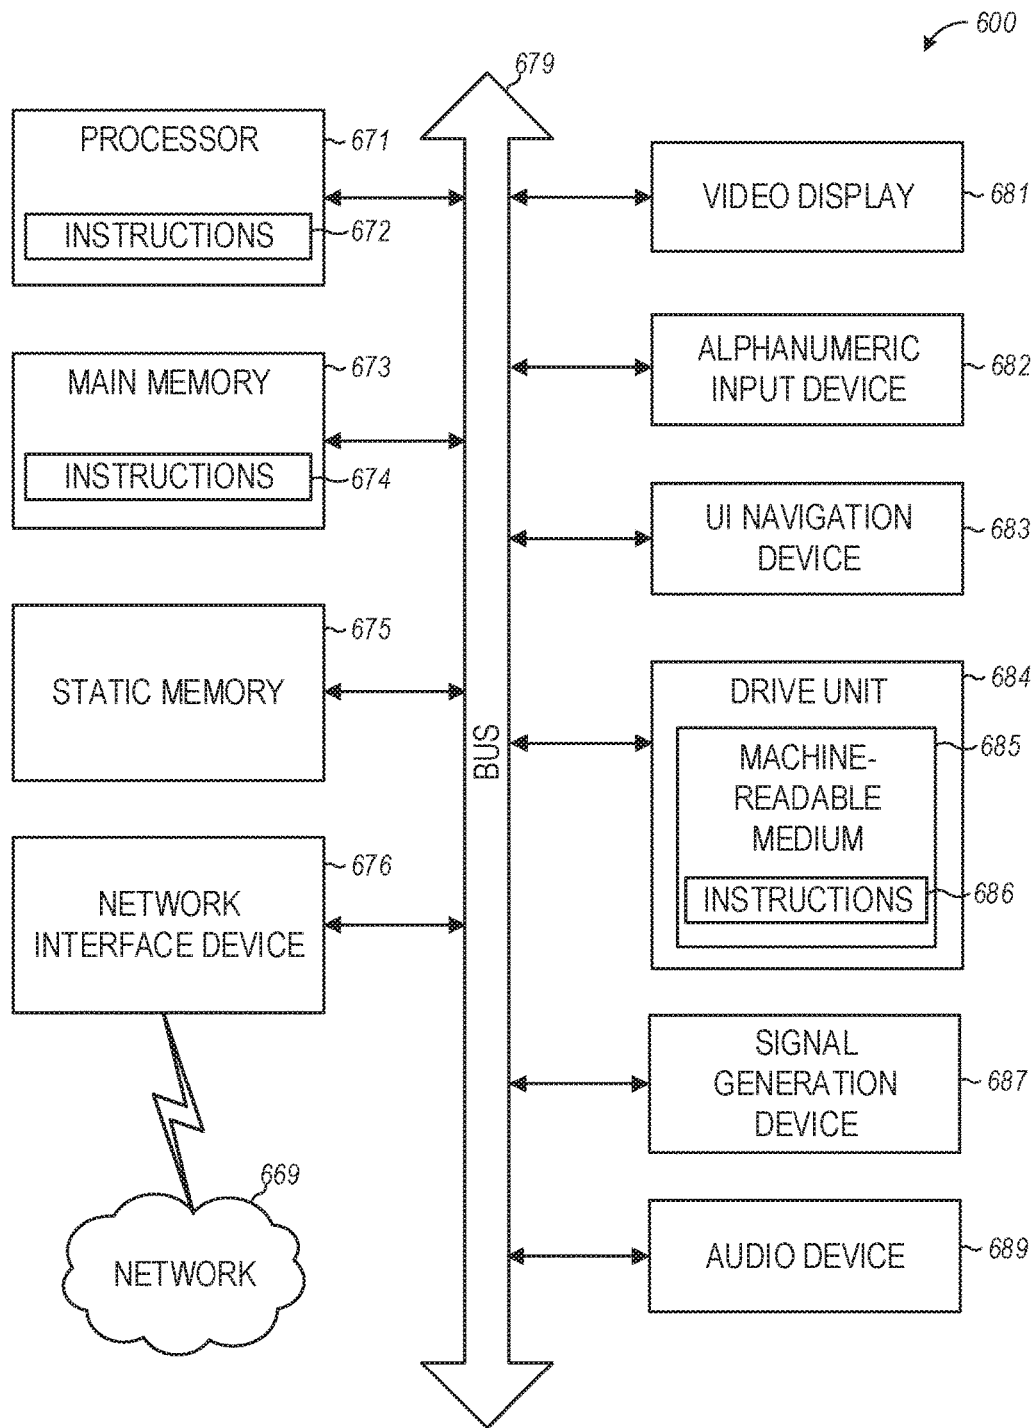 600
679
PROCESSOR
671
INSTRUCTIONS
672
MAIN MEMORY
673
INSTRUCTIONS
674
STATIC MEMORY
675
NETWORK
INTERFACE DEVICE
676
NETWORK
669
BUS
VIDEO DISPLAY
681
ALPHANUMERIC
INPUT DEVICE
682
UI NAVIGATION
DEVICE
683
DRIVE UNIT
684
MACHINE-
READABLE
MEDIUM
685
INSTRUCTIONS
686
SIGNAL
GENERATION
DEVICE
687
AUDIO DEVICE
689